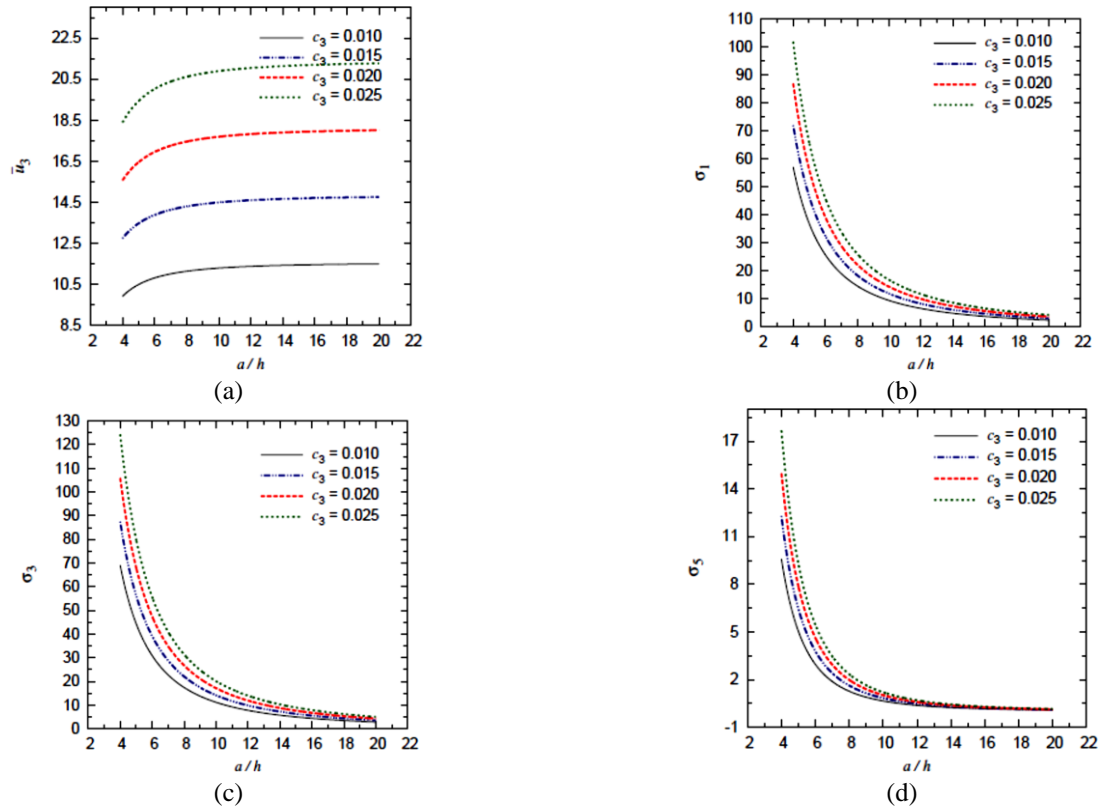 22.5
20.5
18.5
16.5
14.5
12.5
10.5
8.5
ū₃
c₃ = 0.010
c₃ = 0.015
c₃ = 0.020
c₃ = 0.025
2 4 6 8 10 12 14 16 18 20 22
a / h
(a)
110
100
90
80
70
60
50
40
30
20
10
0
σ₁
c₃ = 0.010
c₃ = 0.015
c₃ = 0.020
c₃ = 0.025
2 4 6 8 10 12 14 16 18 20 22
a / h
(b)
130
120
110
100
90
80
70
60
50
40
30
20
10
0
σ₃
c₃ = 0.010
c₃ = 0.015
c₃ = 0.020
c₃ = 0.025
2 4 6 8 10 12 14 16 18 20 22
a / h
(c)
17
14
11
8
5
2
-1
σ₅
c₃ = 0.010
c₃ = 0.015
c₃ = 0.020
c₃ = 0.025
2 4 6 8 10 12 14 16 18 20 22
a / h
(d)